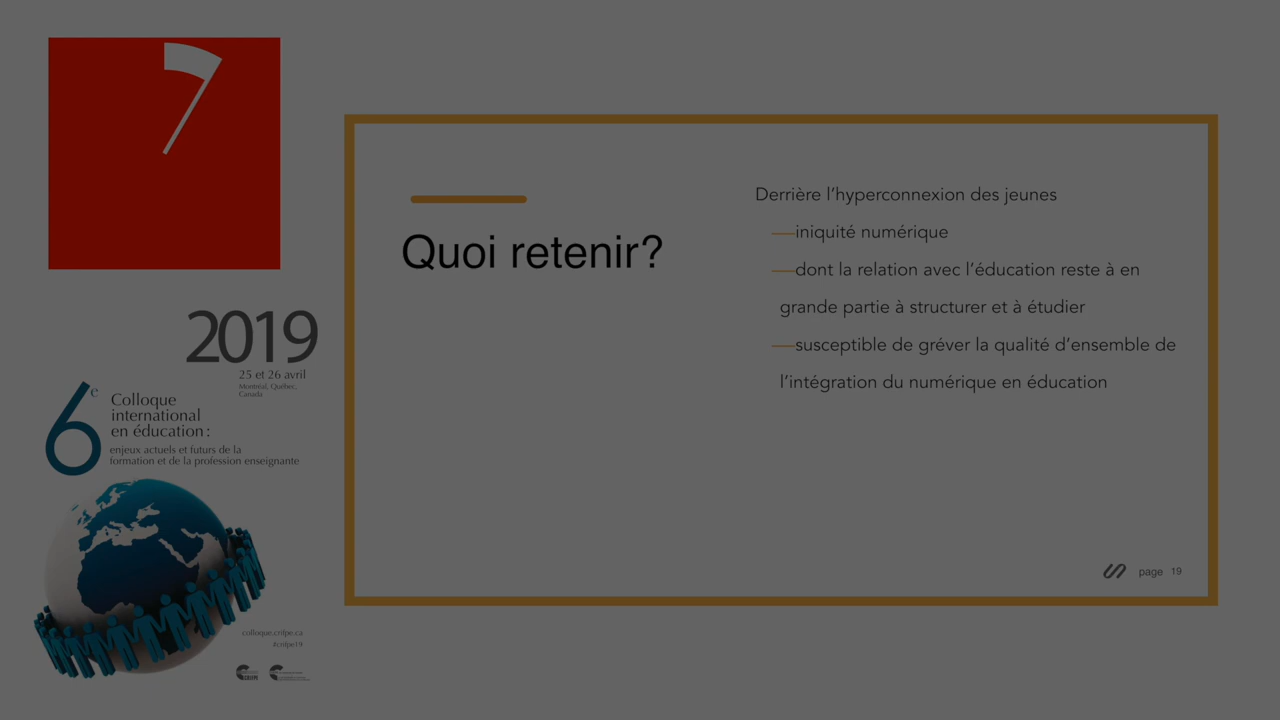 7
2019
25 et 26 avril
Montréal, Québec,
Canada
6e
Colloque
international
en éducation :
enjeux actuels et futurs de la
formation et de la profession enseignante
colloque.crifpe.ca
#crifpe19
CRIFPE
Quoi retenir?
Derrière l'hyperconnexion des jeunes
—iniquité numérique
—dont la relation avec l'éducation reste à en
grande partie à structurer et à étudier
—susceptible de gréver la qualité d'ensemble de
l'intégration du numérique en éducation
page 19